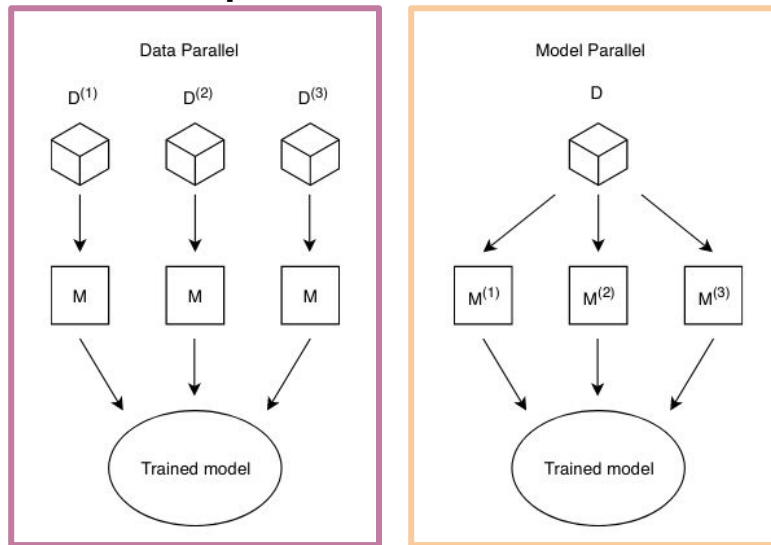 Data Parallel
D(1) D(2) D(3)
M M M
Trained model
Model Parallel
D
M(1) M(2) M(3)
Trained model